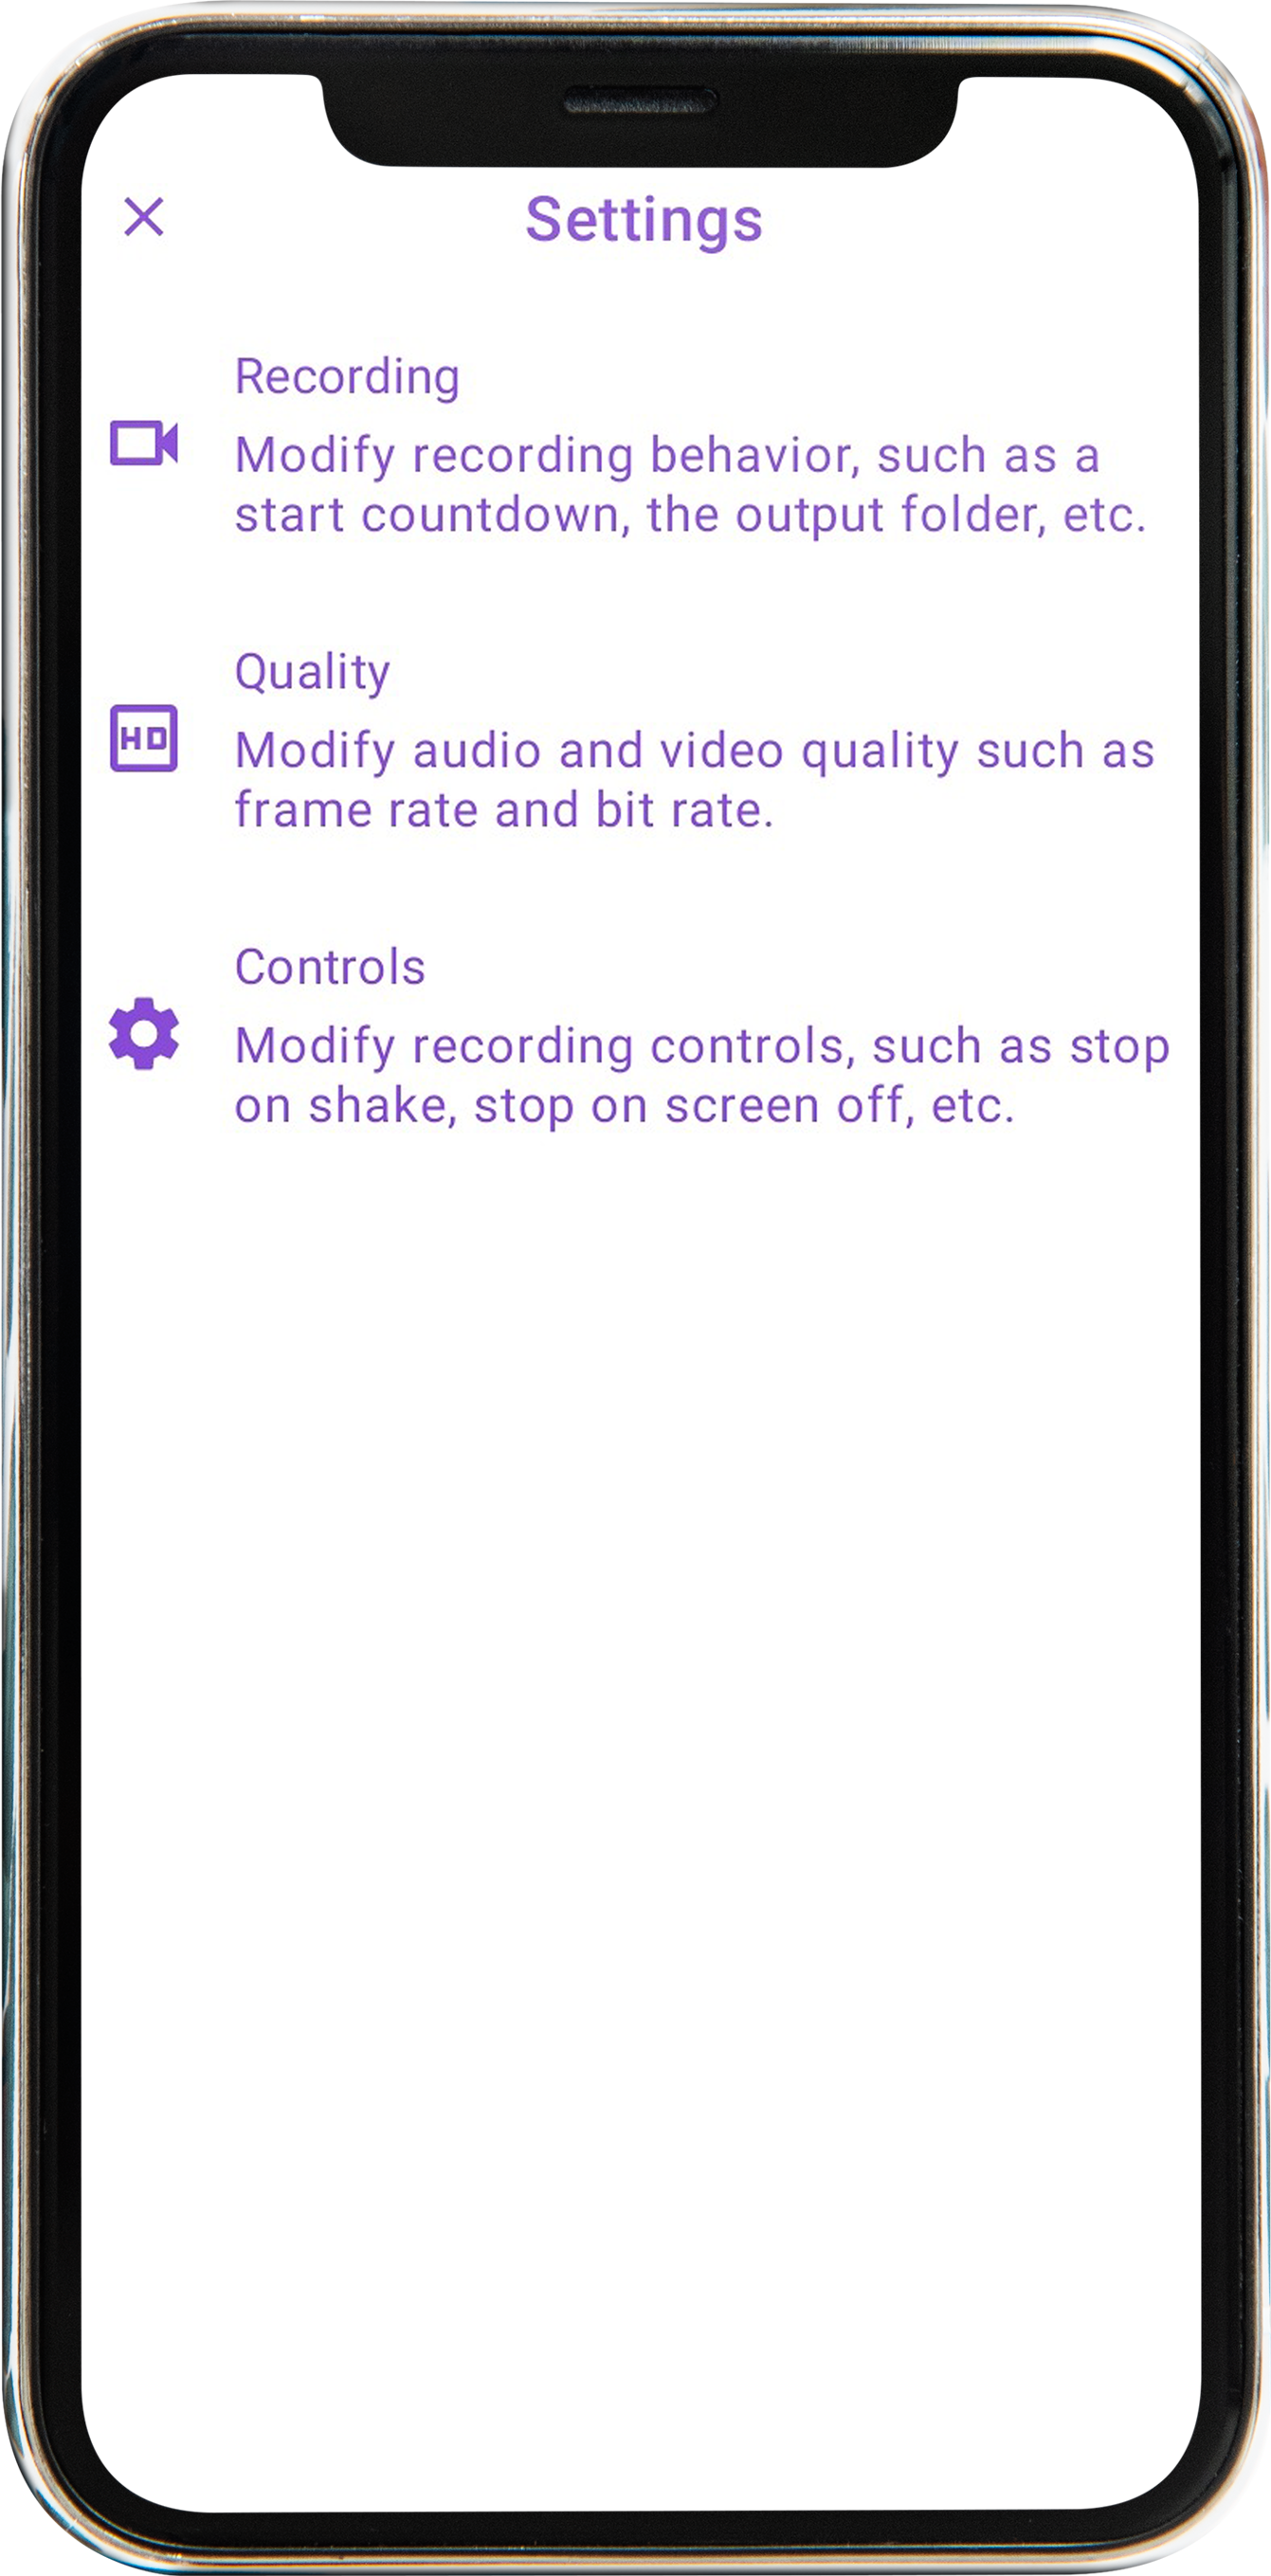 Settings
Recording
Modify recording behavior, such as a
start countdown, the output folder, etc.
Quality
HD
Modify audio and video quality such as
frame rate and bit rate.
Controls
Modify recording controls, such as stop
on shake, stop on screen off, etc.